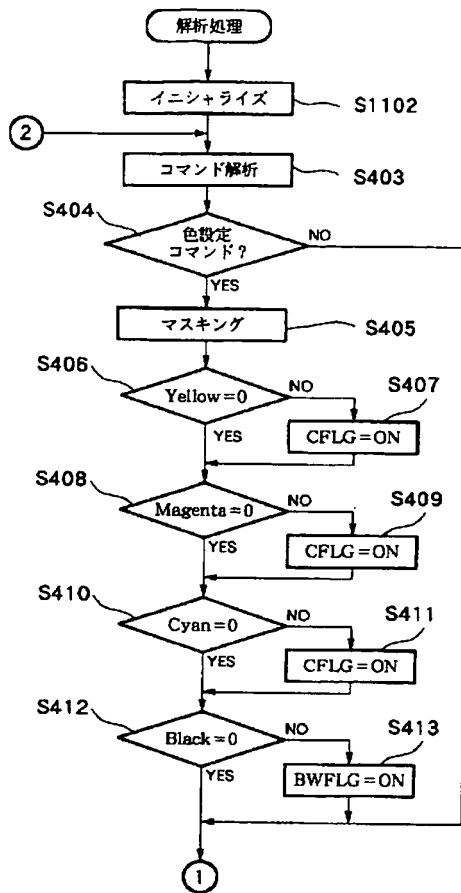 解析処理
イニシャライズ
S1102
②
コマンド解析
S403
S404
色設定
コマンド?
NO
YES
マスキング
S405
S406
Yellow=0
NO
S407
YES
CFLG=ON
S408
Magenta=0
NO
S409
YES
CFLG=ON
S410
Cyan=0
NO
S411
YES
CFLG=ON
S412
Black=0
NO
S413
YES
BWFLG=ON
①